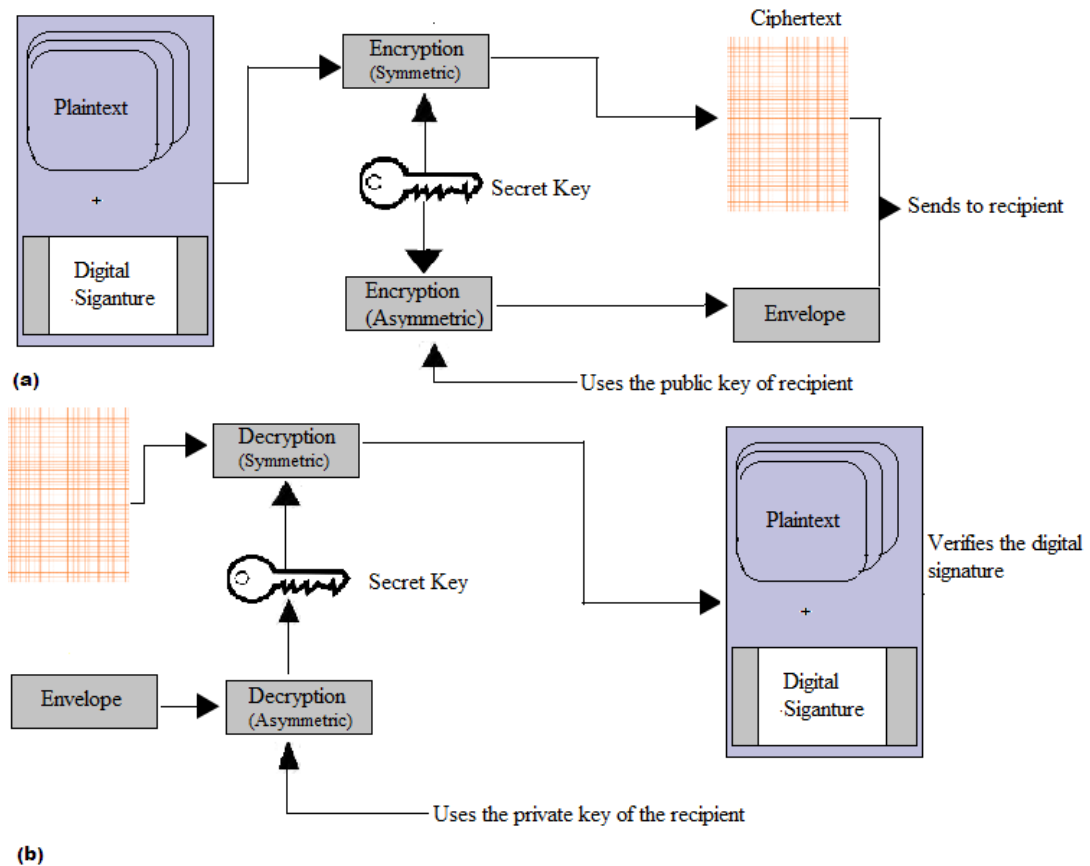 Ciphertext
Encryption
(Symmetric)
Plaintext
+
Secret Key
Sends to recipient
Digital
Siganture
Encryption
(Asymmetric)
Envelope
(a)
Uses the public key of recipient
Decryption
(Symmetric)
Plaintext
Verifies the digital
signature
Secret Key
+
Envelope
Decryption
(Asymmetric)
Digital
Siganture
Uses the private key of the recipient
(b)